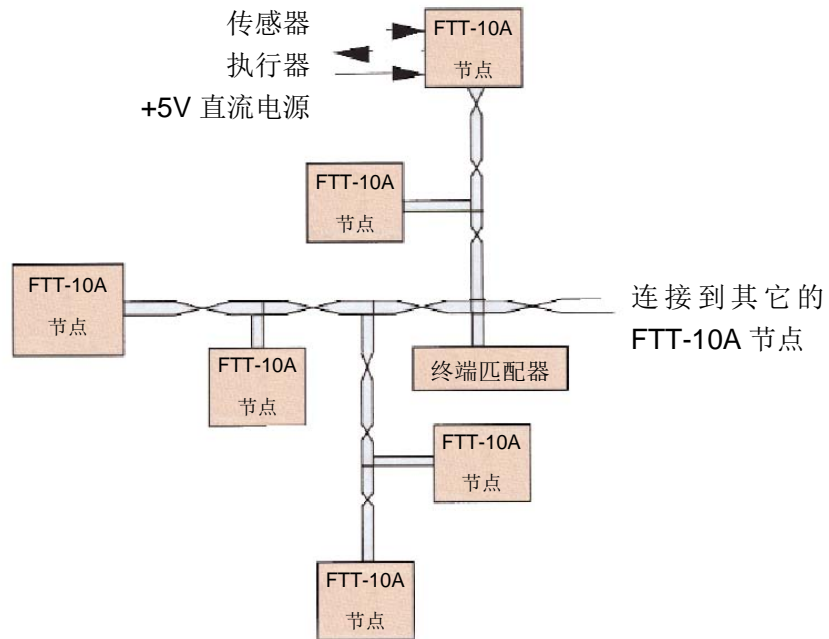 传感器
执行器
+5V 直流电源
FTT-10A
节点
FTT-10A
节点
FTT-10A
节点
连接到其它的
FTT-10A 节点
FTT-10A
节点
终端匹配器
FTT-10A
节点
FTT-10A
节点